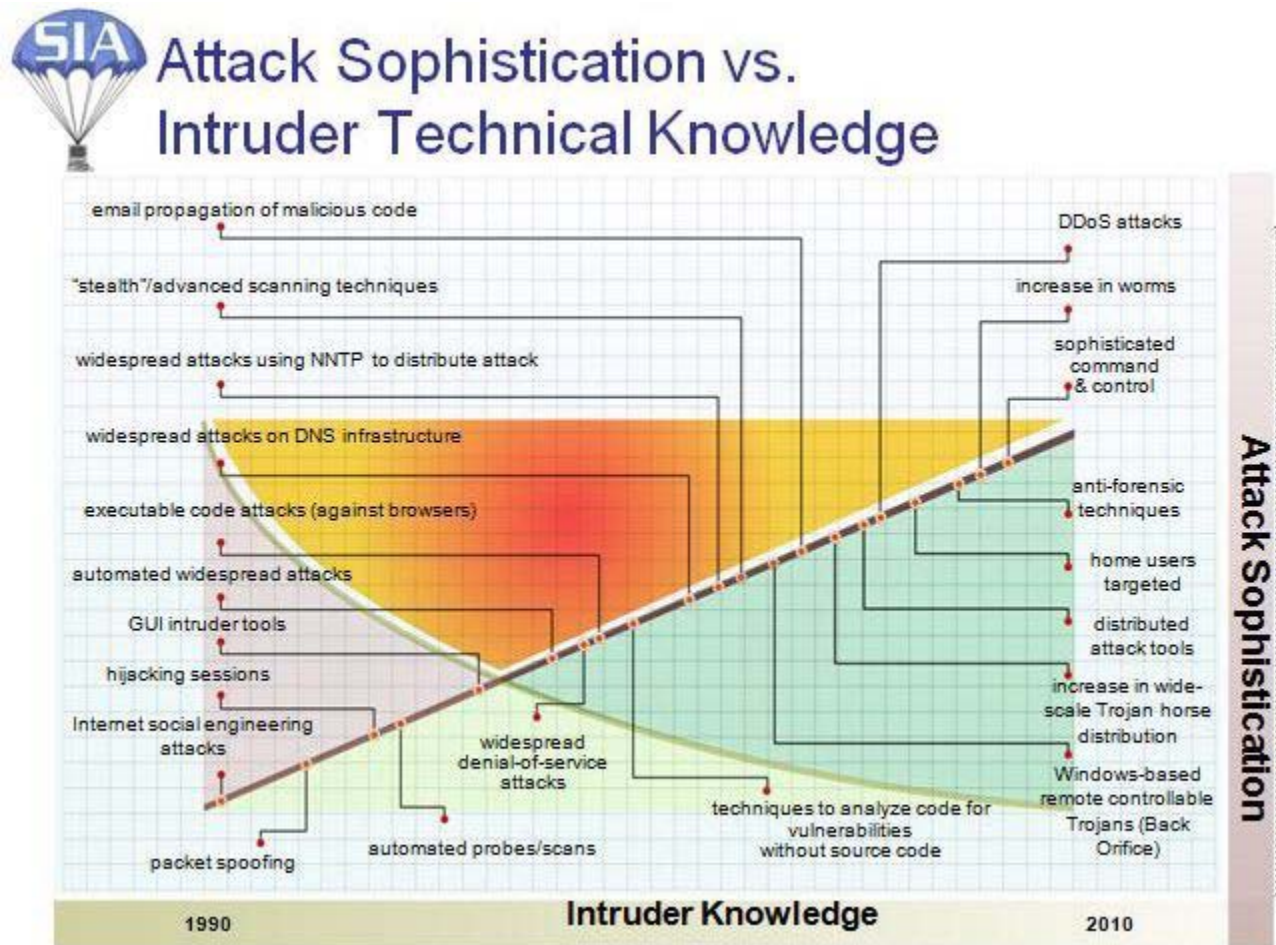 SIA
Attack Sophistication vs.
Intruder Technical Knowledge
email propagation of malicious code
"stealth"/advanced scanning techniques
widespread attacks using NNTP to distribute attack
widespread attacks on DNS infrastructure
executable code attacks (against browsers)
automated widespread attacks
GUI intruder tools
hijacking sessions
Internet social engineering
attacks
packet spoofing
automated probes/scans
widespread
denial-of-service
attacks
techniques to analyze code for
vulnerabilities
without source code
DDoS attacks
increase in worms
sophisticated
command
& control
anti-forensic
techniques
home users
targeted
distributed
attack tools
increase in wide-
scale Trojan horse
distribution
Windows-based
remote controllable
Trojans (Back
Orifice)
Attack Sophistication
1990
Intruder Knowledge
2010